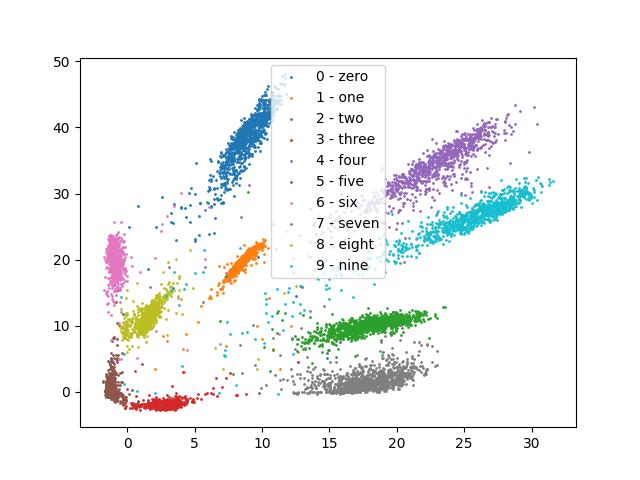 50
40
30
20
10
0
0 - zero
1 - one
2 - two
3 - three
4 - four
5 - five
6 - six
7 - seven
8 - eight
9 - nine
0 5 10 15 20 25 30